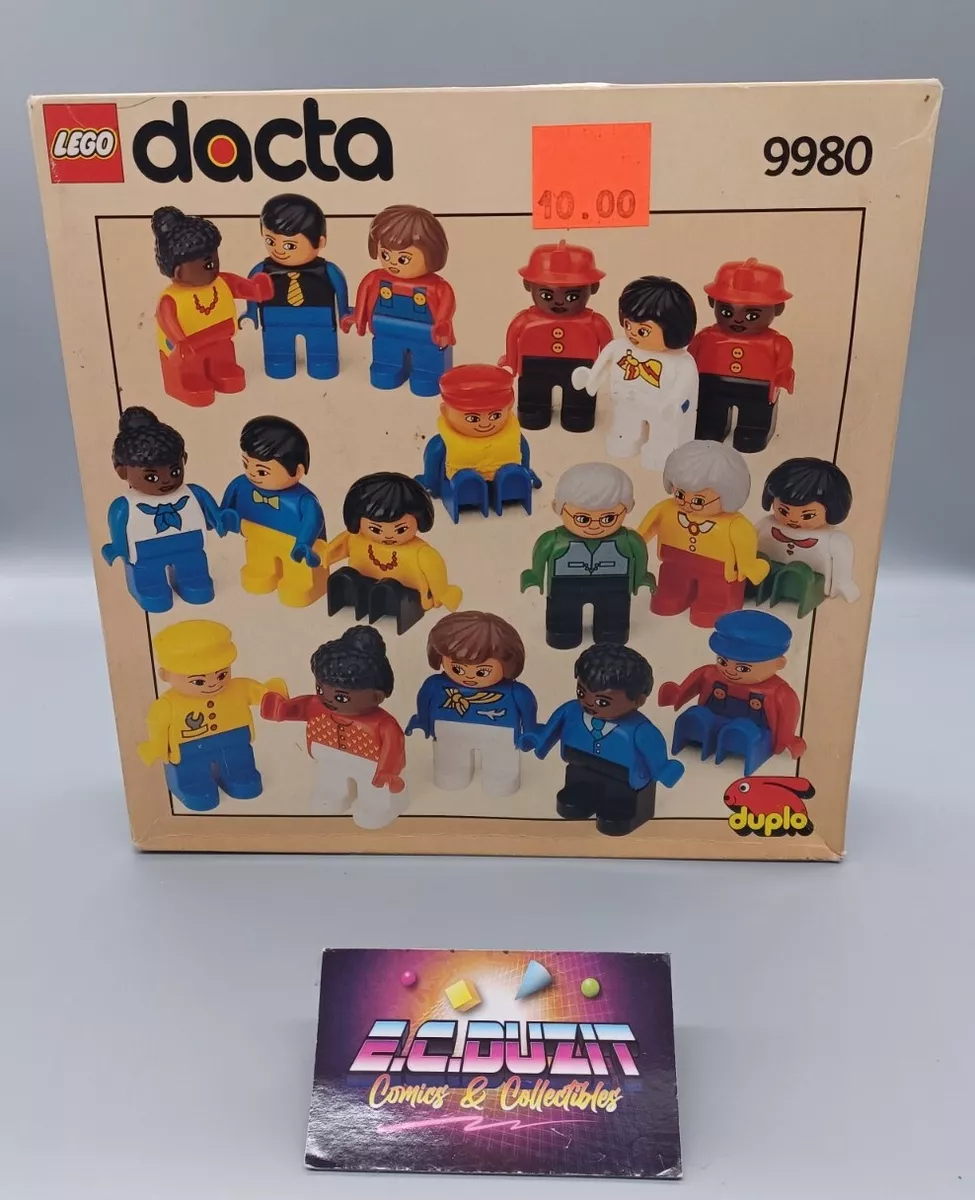 LEGO dacta
10.00
9980
duplo
E.C.DUZIT
Comics & Collectibles